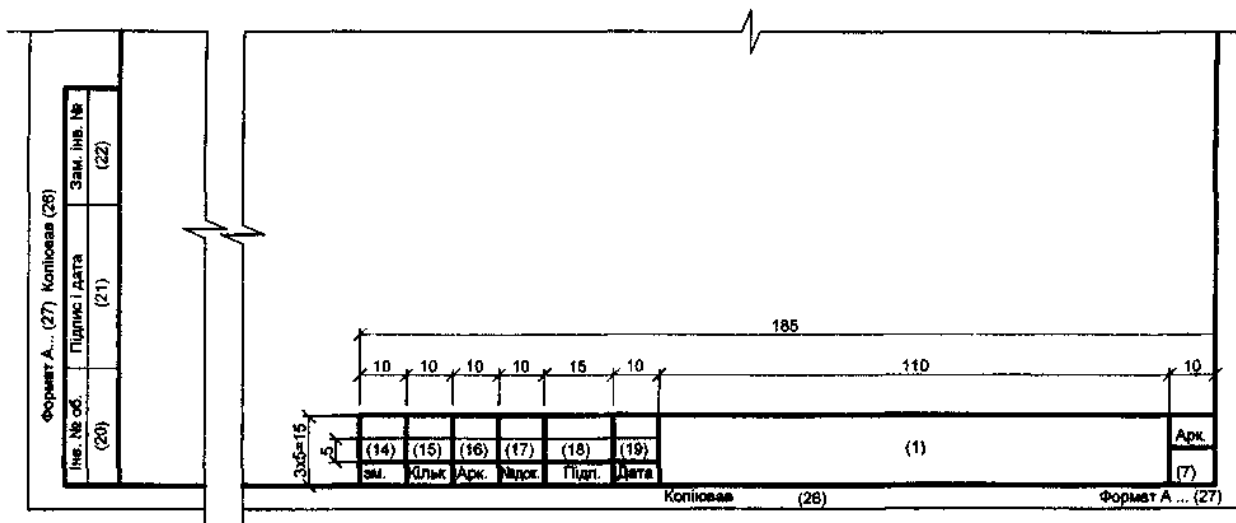 Формат А... (27) Копіював (26)
Зам. інв. №
(22)
Підпис і дата
(21)
Інв. № об.
(20)
185
10 10 10 10 15 10 110 10
3х5=15
5
(14) (15) (16) (17) (18) (19)
зм. Кільк Арк. №док. Підп. Дата
(1)
Арк.
(7)
Копіював (26) Формат А ... (27)